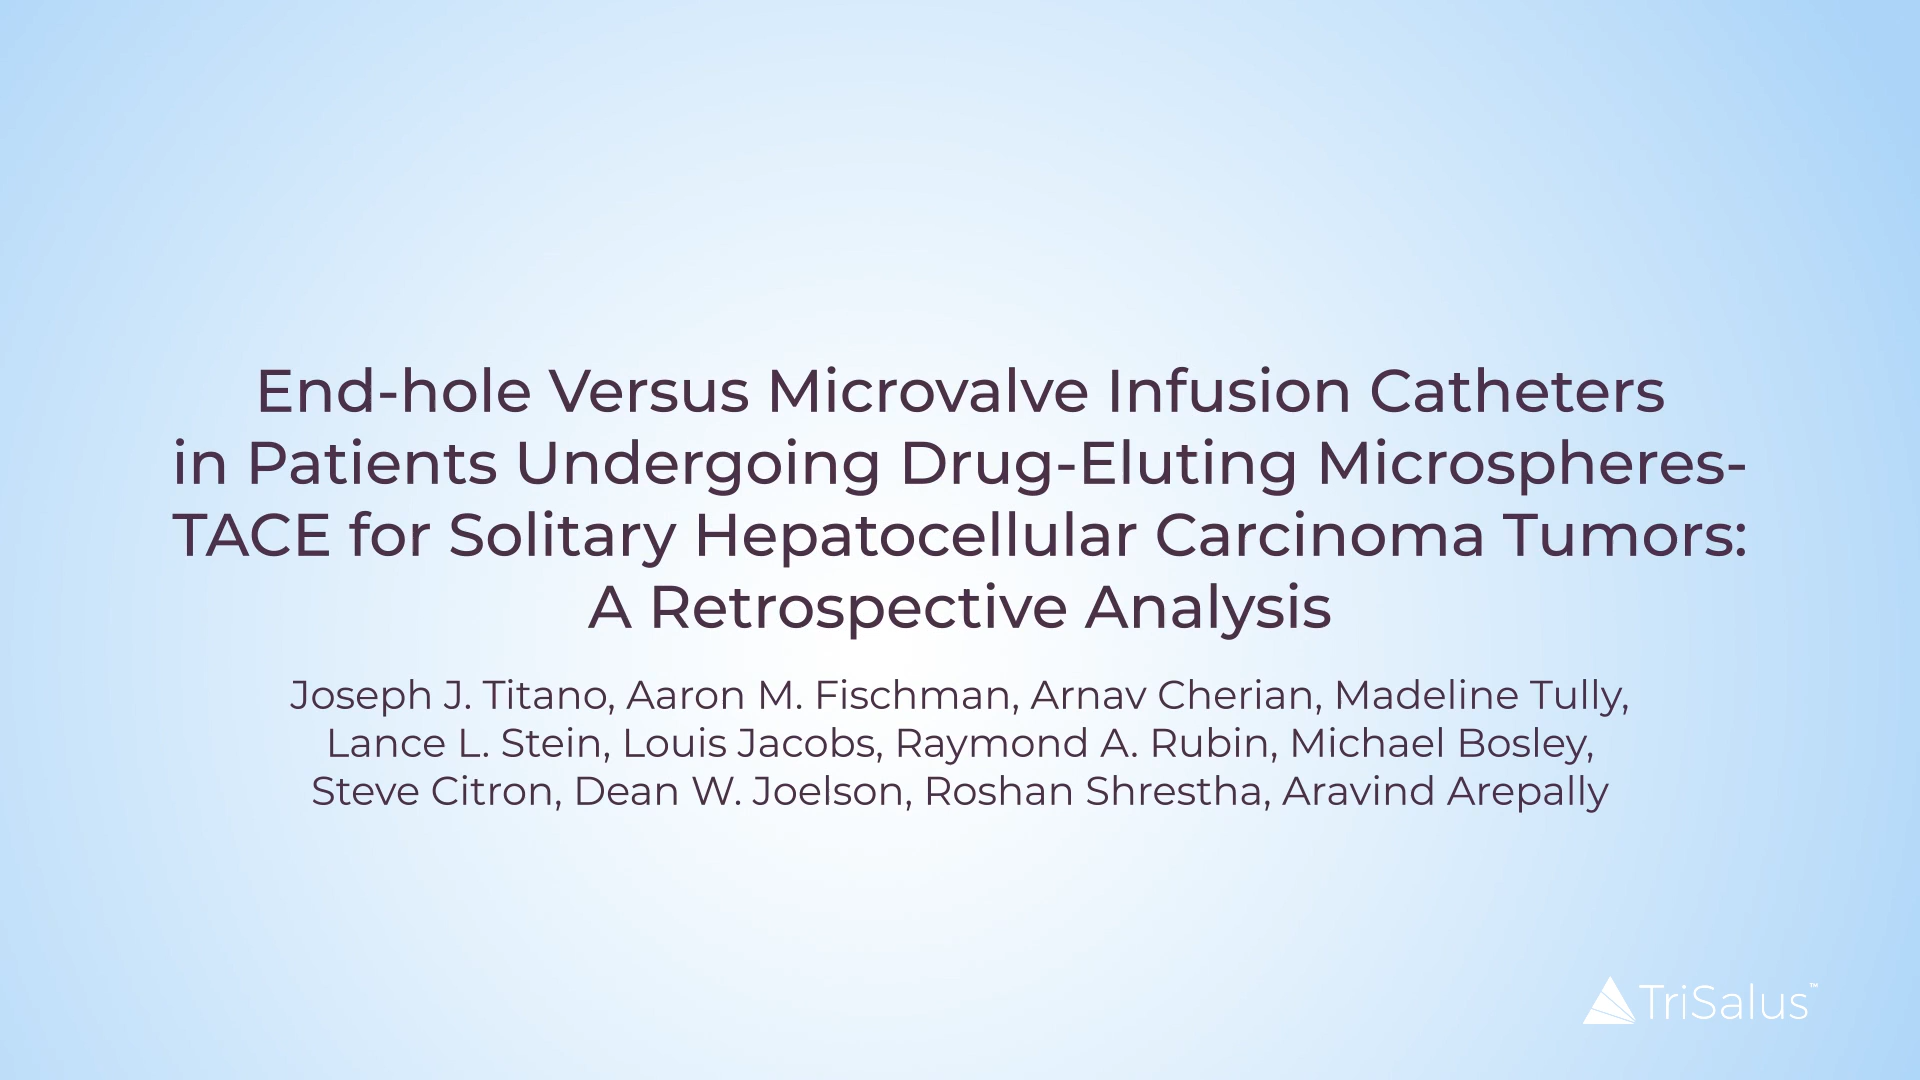 End-hole Versus Microvalve Infusion Catheters
in Patients Undergoing Drug-Eluting Microspheres-
TACE for Solitary Hepatocellular Carcinoma Tumors:
A Retrospective Analysis
Joseph J. Titano, Aaron M. Fischman, Arnav Cherian, Madeline Tully,
Lance L. Stein, Louis Jacobs, Raymond A. Rubin, Michael Bosley,
Steve Citron, Dean W. Joelson, Roshan Shrestha, Aravind Arepally
TriSalus™